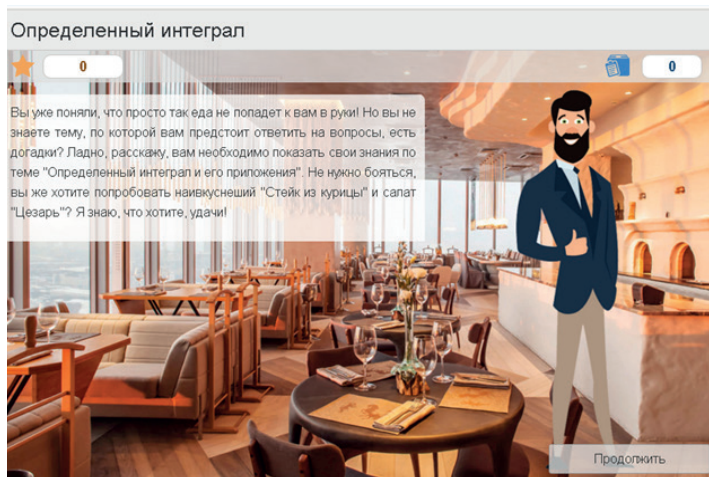 Определенный интеграл
0
0
Вы уже поняли, что просто так еда не попадет к вам в руки! Но вы не
знаете тему, по которой вам предстоит ответить на вопросы, есть
догадки? Ладно, расскажу, вам необходимо показать свои знания по
теме "Определенный интеграл и его приложения". Не нужно бояться,
вы же хотите попробовать наивкуснейший "Стейк из курицы" и салат
"Цезарь"? Я знаю, что хотите, удачи!
Продолжить